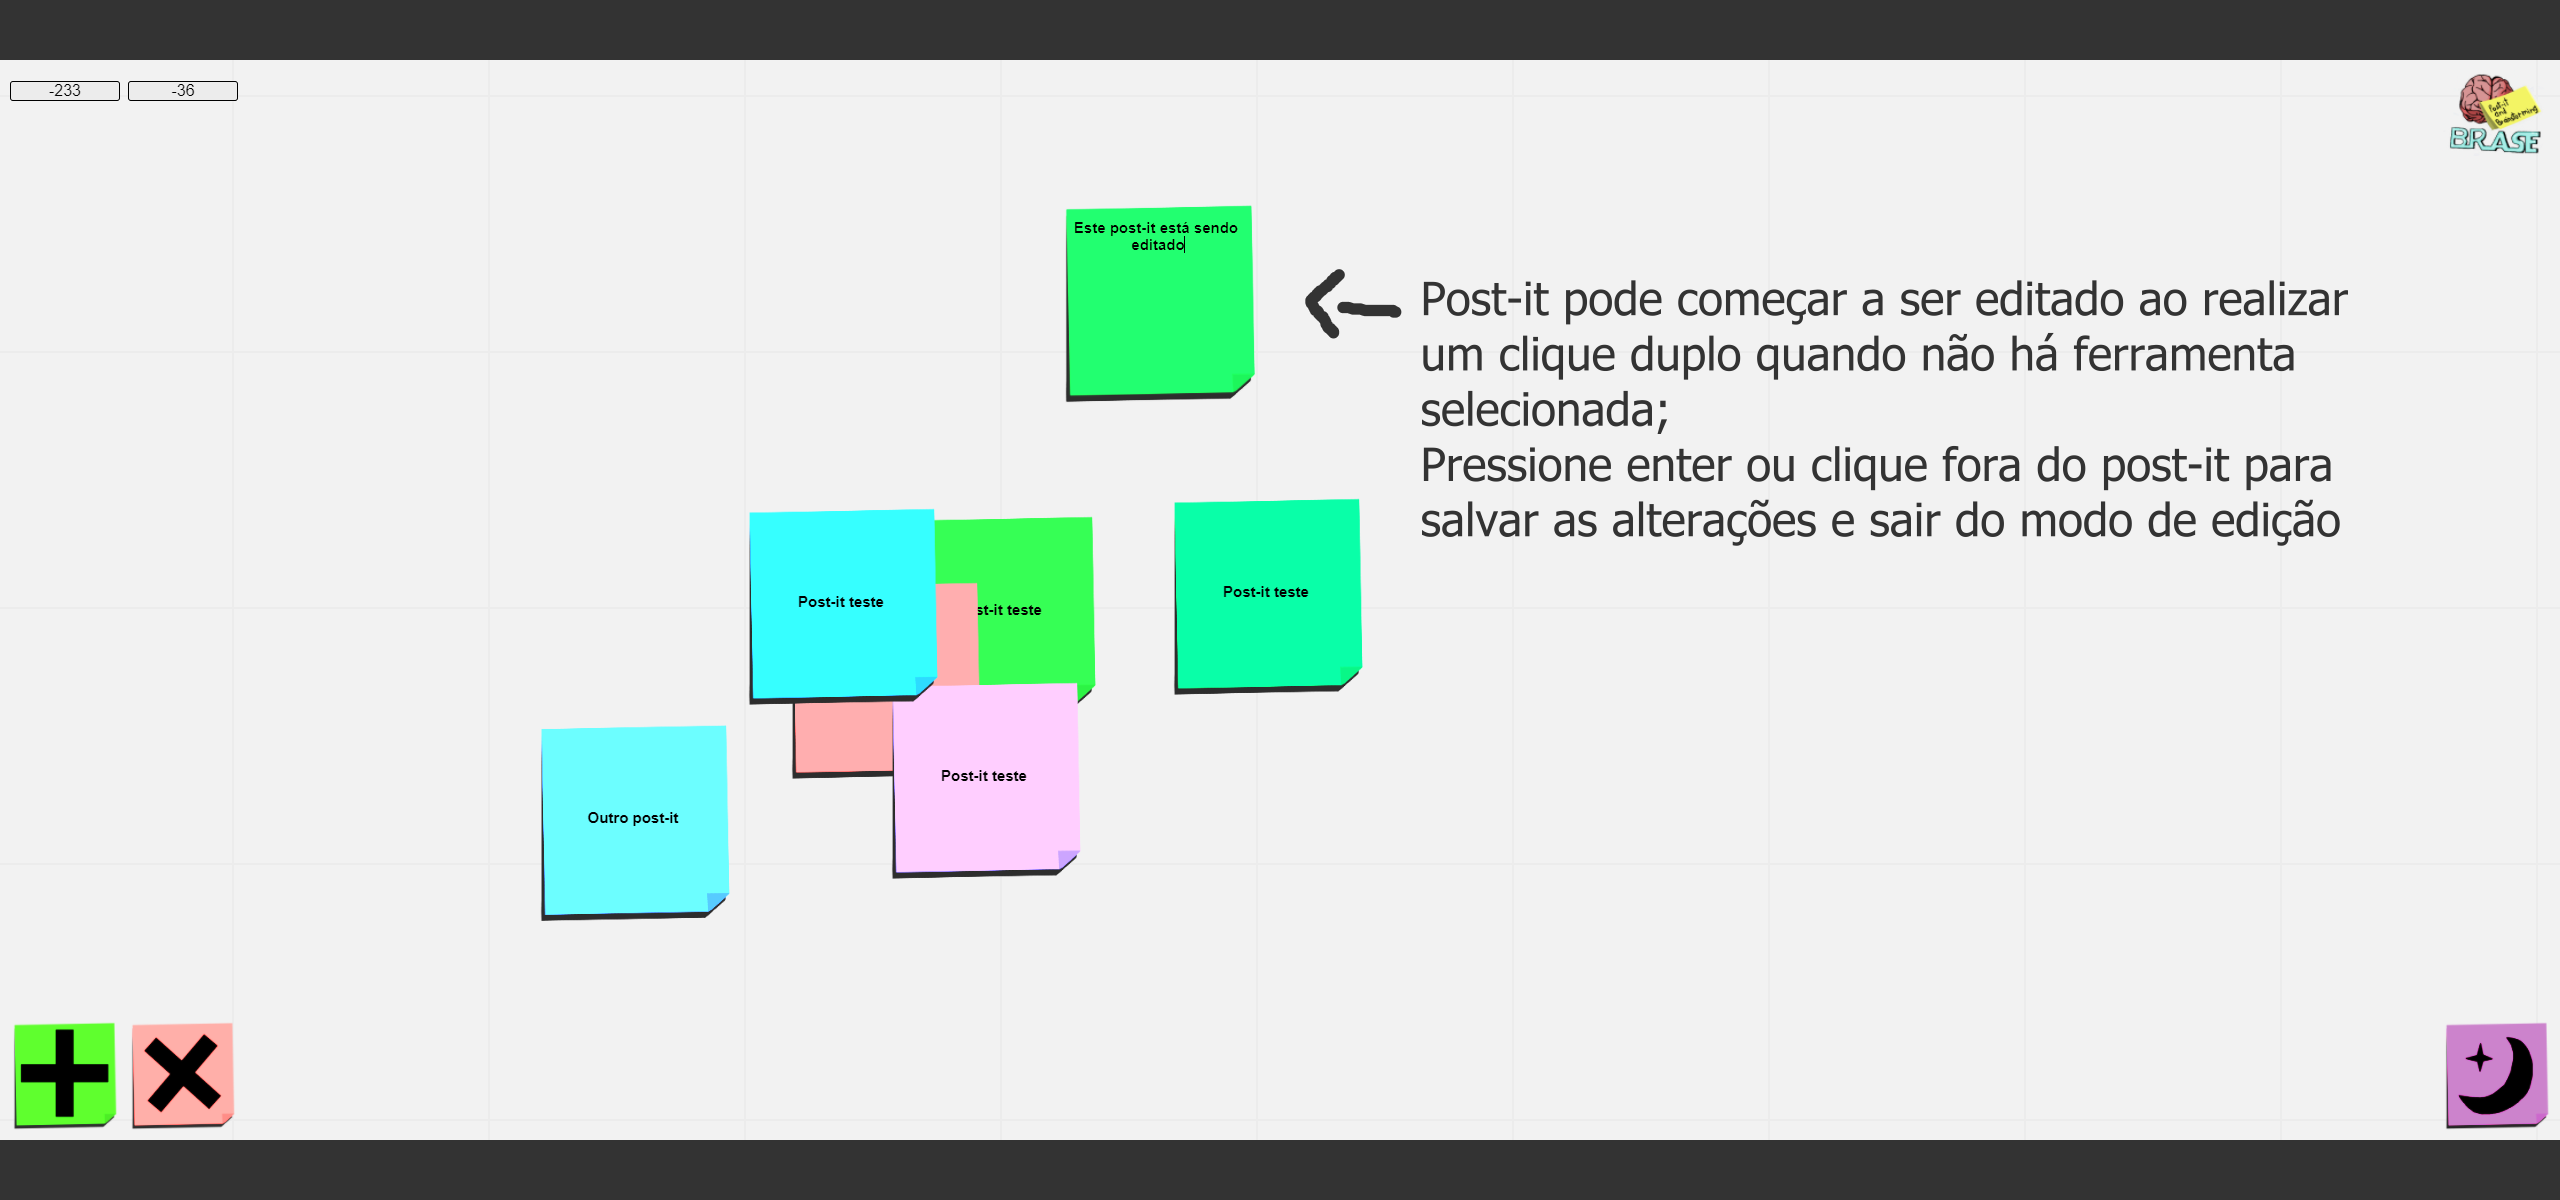 -233
-36
Post-it
and
Brainstorming
BRASE
Este post-it está sendo
editado
Post-it pode começar a ser editado ao realizar
um clique duplo quando não há ferramenta
selecionada;
Pressione enter ou clique fora do post-it para
salvar as alterações e sair do modo de edição
Post-it teste
st-it teste
Post-it teste
Post-it teste
Outro post-it